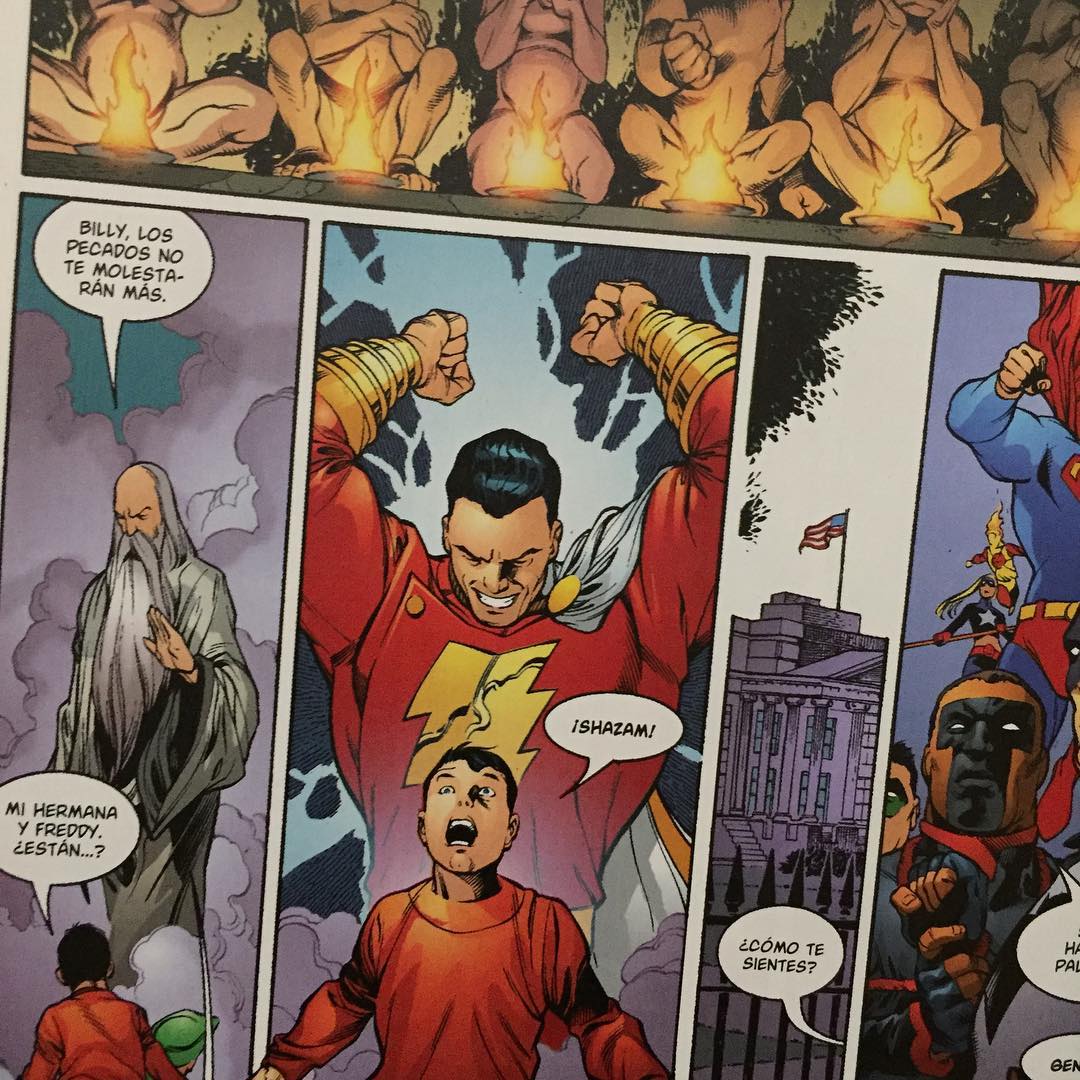 BILLY, LOS
PECADOS NO
TE MOLESTA-
RÁN MÁS.
MI HERMANA
Y FREDDY.
¿ESTÁN...?
¡SHAZAM!
¿CÓMO TE
SIENTES?